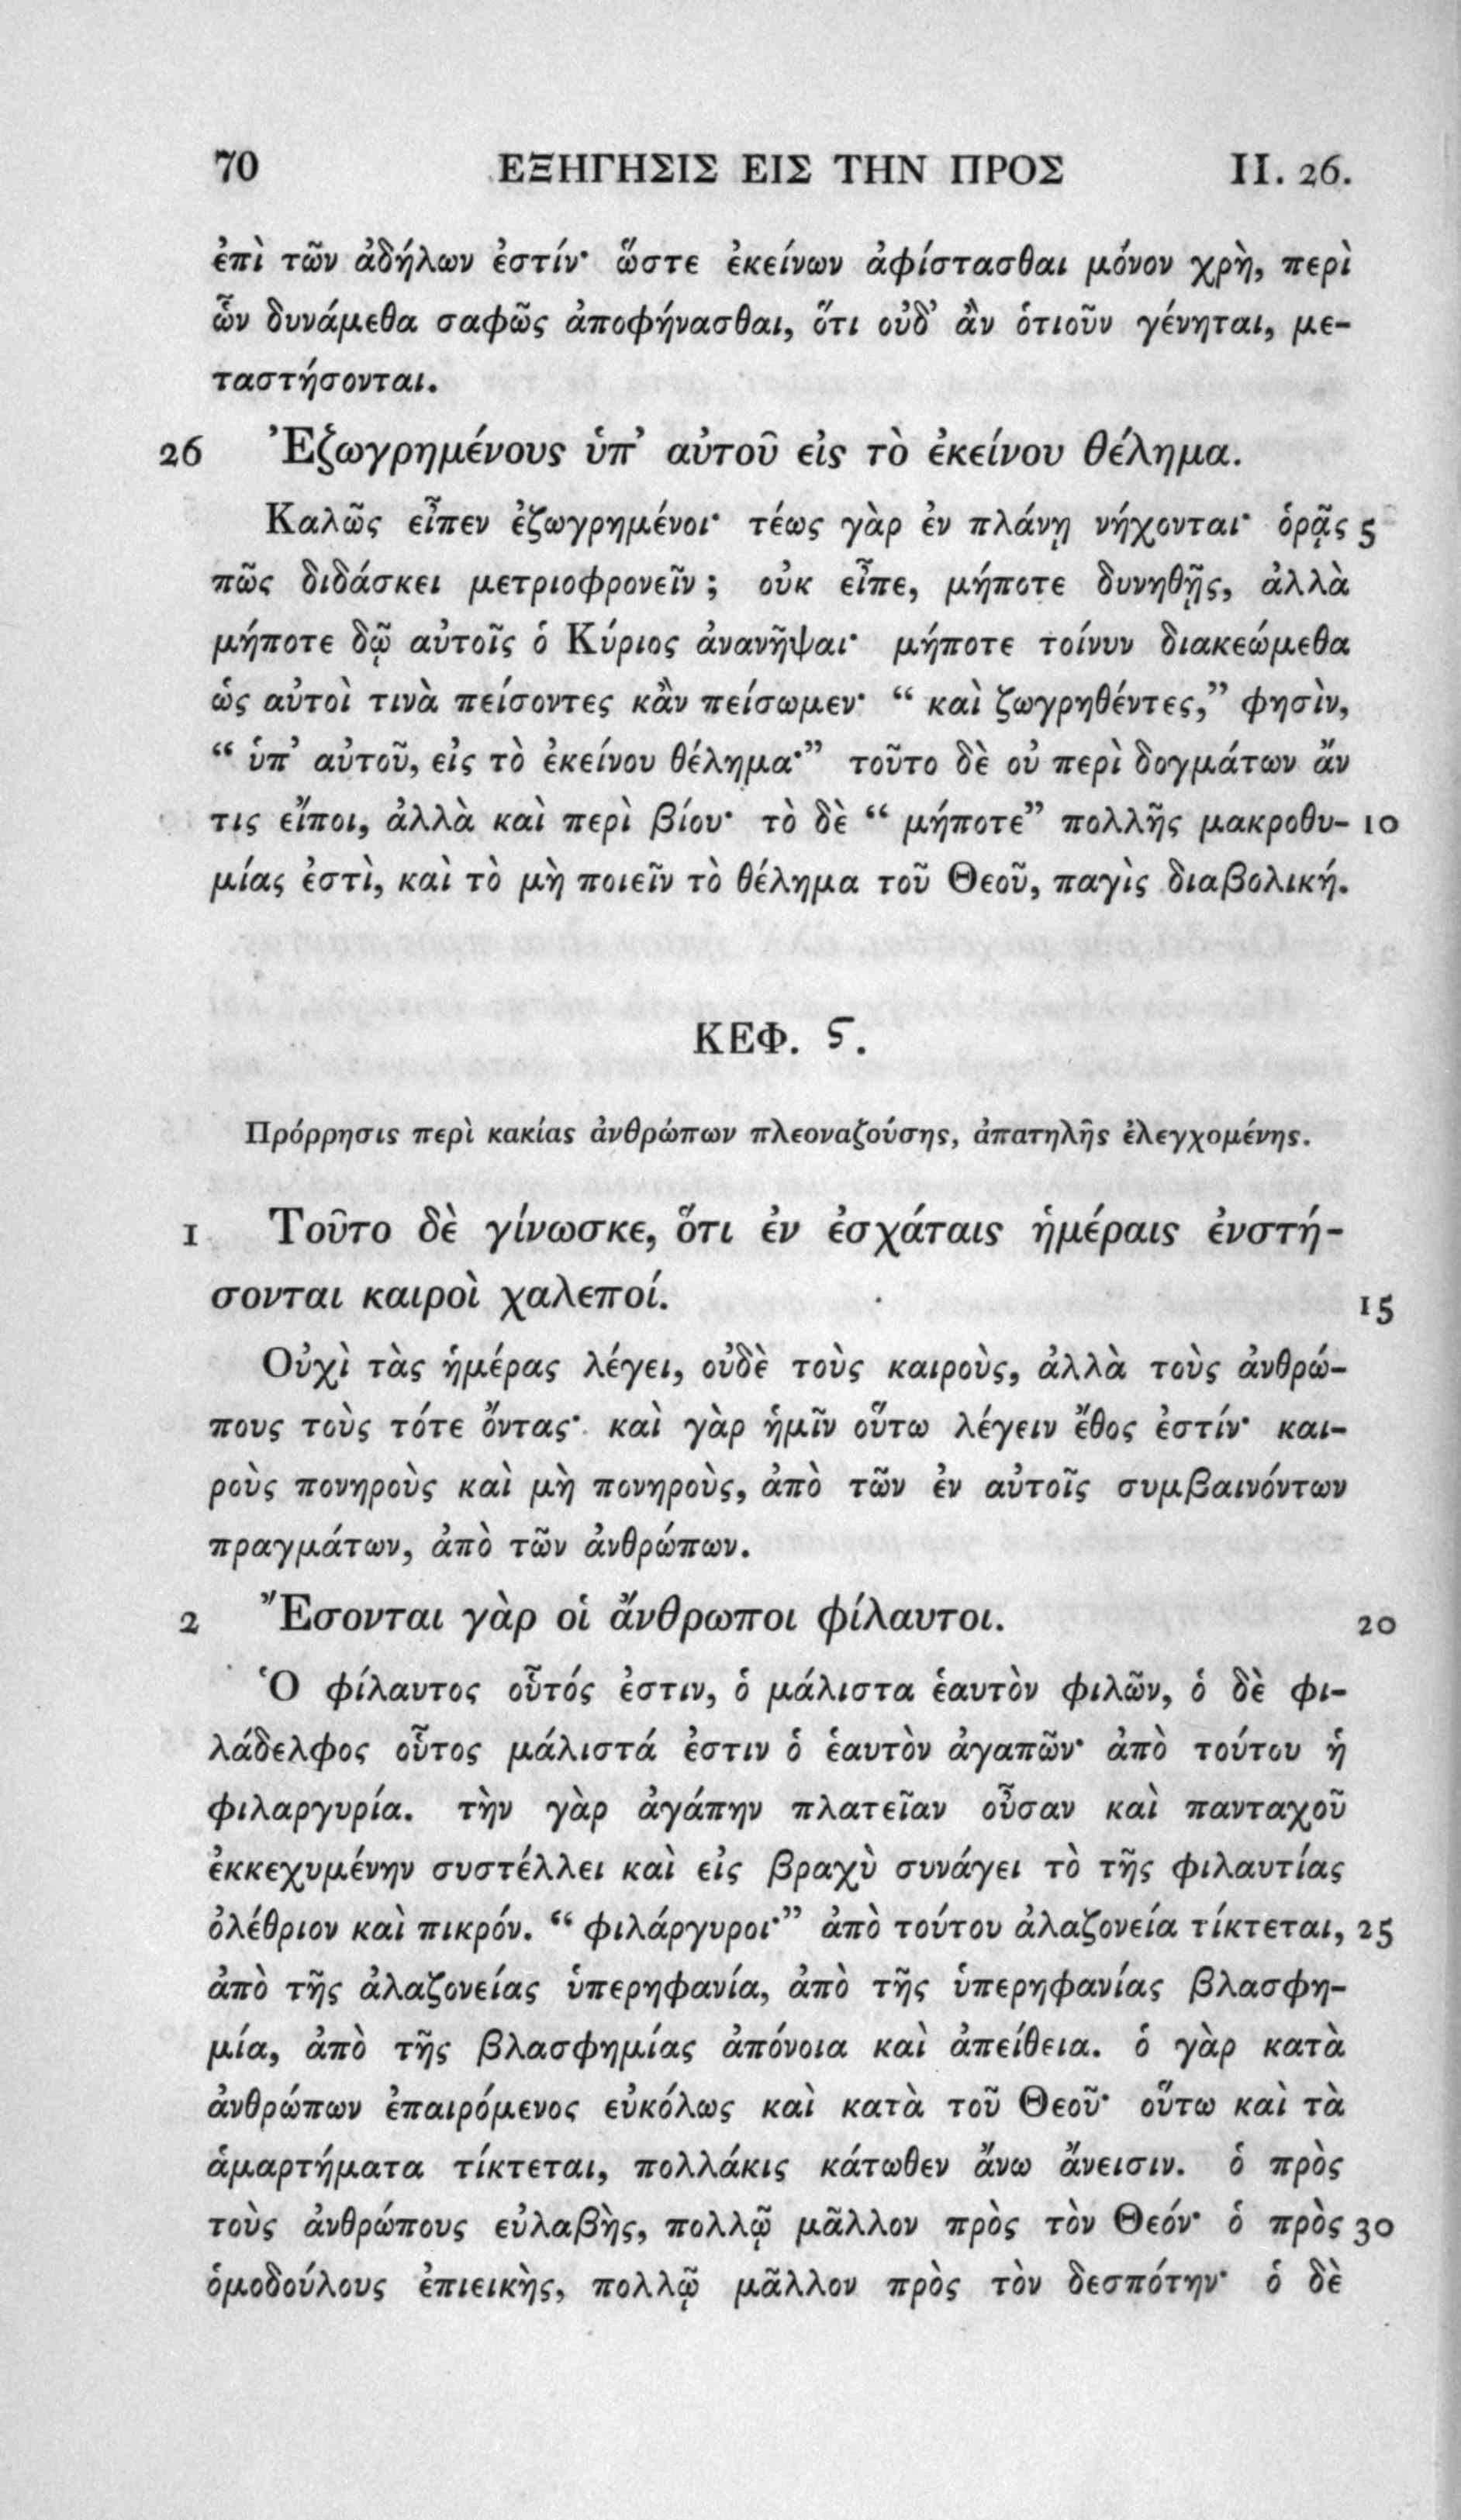 70 ΕΞΗΓΗΣΙΣ ΕΙΣ ΤΗΝ ΠΡΟΣ II. 26.
ἐπὶ τῶν ἀδήλων ἐστίν· ὥστε ἐκείνων ἀφίστασθαι μόνον χρὴ, περὶ
ὧν δυνάμεθα σαφῶς ἀποφήνασθαι, ὅτι οὐδ’ ἂν ὁτιοῦν γένηται, με-
ταστήσονται.
26 Ἐζωγρημένους ὑπ’ αὐτοῦ εἰς τὸ ἐκείνου θέλημα.
Καλῶς εἶπεν ἐζωγρημένοι· τέως γὰρ ἐν πλάνῃ νήχονται· ὁρᾷς 5
πῶς διδάσκει μετριοφρονεῖν ; οὐκ εἶπε, μήποτε δυνηθῇς, ἀλλὰ
μήποτε δῷ αὐτοῖς ὁ Κύριος ἀνανῆψαι· μήποτε τοίνυν διακεώμεθα
ὡς αὐτοὶ τινὰ πείσοντες κἂν πείσωμεν· “ καὶ ζωγρηθέντες,” φησὶν,
“ ὑπ’ αὐτοῦ, εἰς τὸ ἐκείνου θέλημα·” τοῦτο δὲ οὐ περὶ δογμάτων ἄν
τις εἴποι, ἀλλὰ καὶ περὶ βίου· τὸ δὲ “ μήποτε” πολλῆς μακροθυ- 10
μίας ἐστὶ, καὶ τὸ μὴ ποιεῖν τὸ θέλημα τοῦ Θεοῦ, παγὶς διαβολική.
ΚΕΦ. ϛ.
Πρόρρησις περὶ κακίας ἀνθρώπων πλεοναζούσης, ἀπατηλῆς ἐλεγχομένης.
1 Τοῦτο δὲ γίνωσκε, ὅτι ἐν ἐσχάταις ἡμέραις ἐνστή-
σονται καιροὶ χαλεποί. 15
Οὐχὶ τὰς ἡμέρας λέγει, οὐδὲ τοὺς καιροὺς, ἀλλὰ τοὺς ἀνθρώ-
πους τοὺς τότε ὄντας· καὶ γὰρ ἡμῖν οὕτω λέγειν ἔθος ἐστίν· και-
ροὺς πονηροὺς καὶ μὴ πονηροὺς, ἀπὸ τῶν ἐν αὐτοῖς συμβαινόντων
πραγμάτων, ἀπὸ τῶν ἀνθρώπων.
2 Ἔσονται γὰρ οἱ ἄνθρωποι φίλαυτοι. 20
Ὁ φίλαυτος οὗτός ἐστιν, ὁ μάλιστα ἑαυτὸν φιλῶν, ὁ δὲ φι-
λάδελφος οὗτος μάλιστά ἐστιν ὁ ἑαυτὸν ἀγαπῶν· ἀπὸ τούτου ἡ
φιλαργυρία. τὴν γὰρ ἀγάπην πλατεῖαν οὖσαν καὶ πανταχοῦ
ἐκκεχυμένην συστέλλει καὶ εἰς βραχὺ συνάγει τὸ τῆς φιλαυτίας
ὀλέθριον καὶ πικρόν. “ φιλάργυροι·” ἀπὸ τούτου ἀλαζονεία τίκτεται, 25
ἀπὸ τῆς ἀλαζονείας ὑπερηφανία, ἀπὸ τῆς ὑπερηφανίας βλασφη-
μία, ἀπὸ τῆς βλασφημίας ἀπόνοια καὶ ἀπείθεια. ὁ γὰρ κατὰ
ἀνθρώπων ἐπαιρόμενος εὐκόλως καὶ κατὰ τοῦ Θεοῦ· οὕτω καὶ τὰ
ἁμαρτήματα τίκτεται, πολλάκις κάτωθεν ἄνω ἄνεισιν. ὁ πρὸς
τοὺς ἀνθρώπους εὐλαβὴς, πολλῷ μᾶλλον πρὸς τὸν Θεόν· ὁ πρὸς 30
ὁμοδούλους ἐπιεικὴς, πολλῷ μᾶλλον πρὸς τὸν δεσπότην· ὁ δὲ